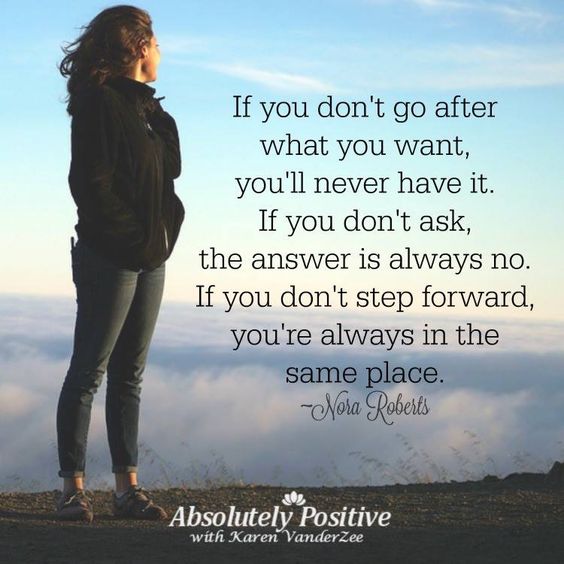 If you don't go after
what you want,
you'll never have it.
If you don't ask,
the answer is always no.
If you don't step forward,
you're always in the
same place.
~Nora Roberts
Absolutely Positive
with Karen VanderZee